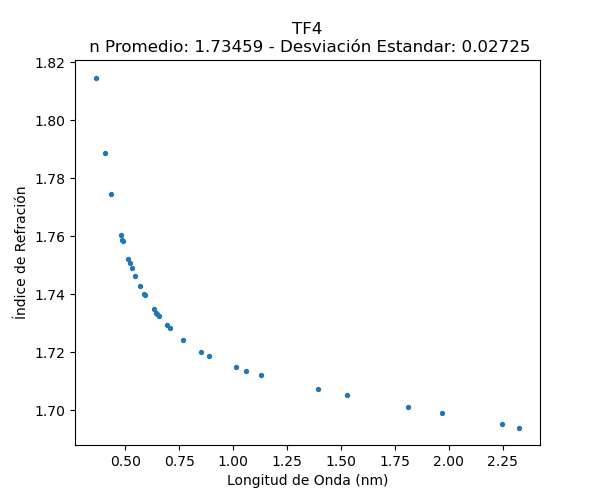 TF4
n Promedio: 1.73459 - Desviación Estandar: 0.02725
1.82
1.80
1.78
1.76
1.74
1.72
1.70
Índice de Refración
0.50 0.75 1.00 1.25 1.50 1.75 2.00 2.25
Longitud de Onda (nm)